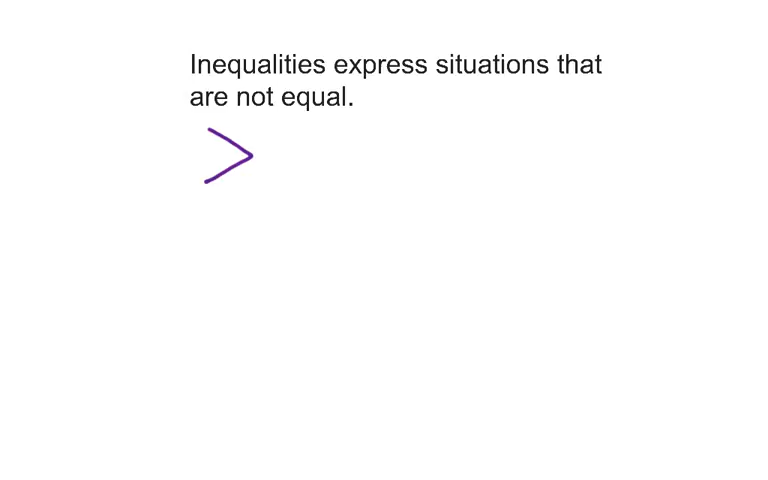 Inequalities express situations that
are not equal.
>